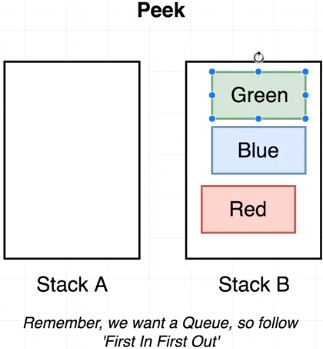 Peek
Green
Blue
Red
Stack A
Stack B
Remember, we want a Queue, so follow
'First In First Out'